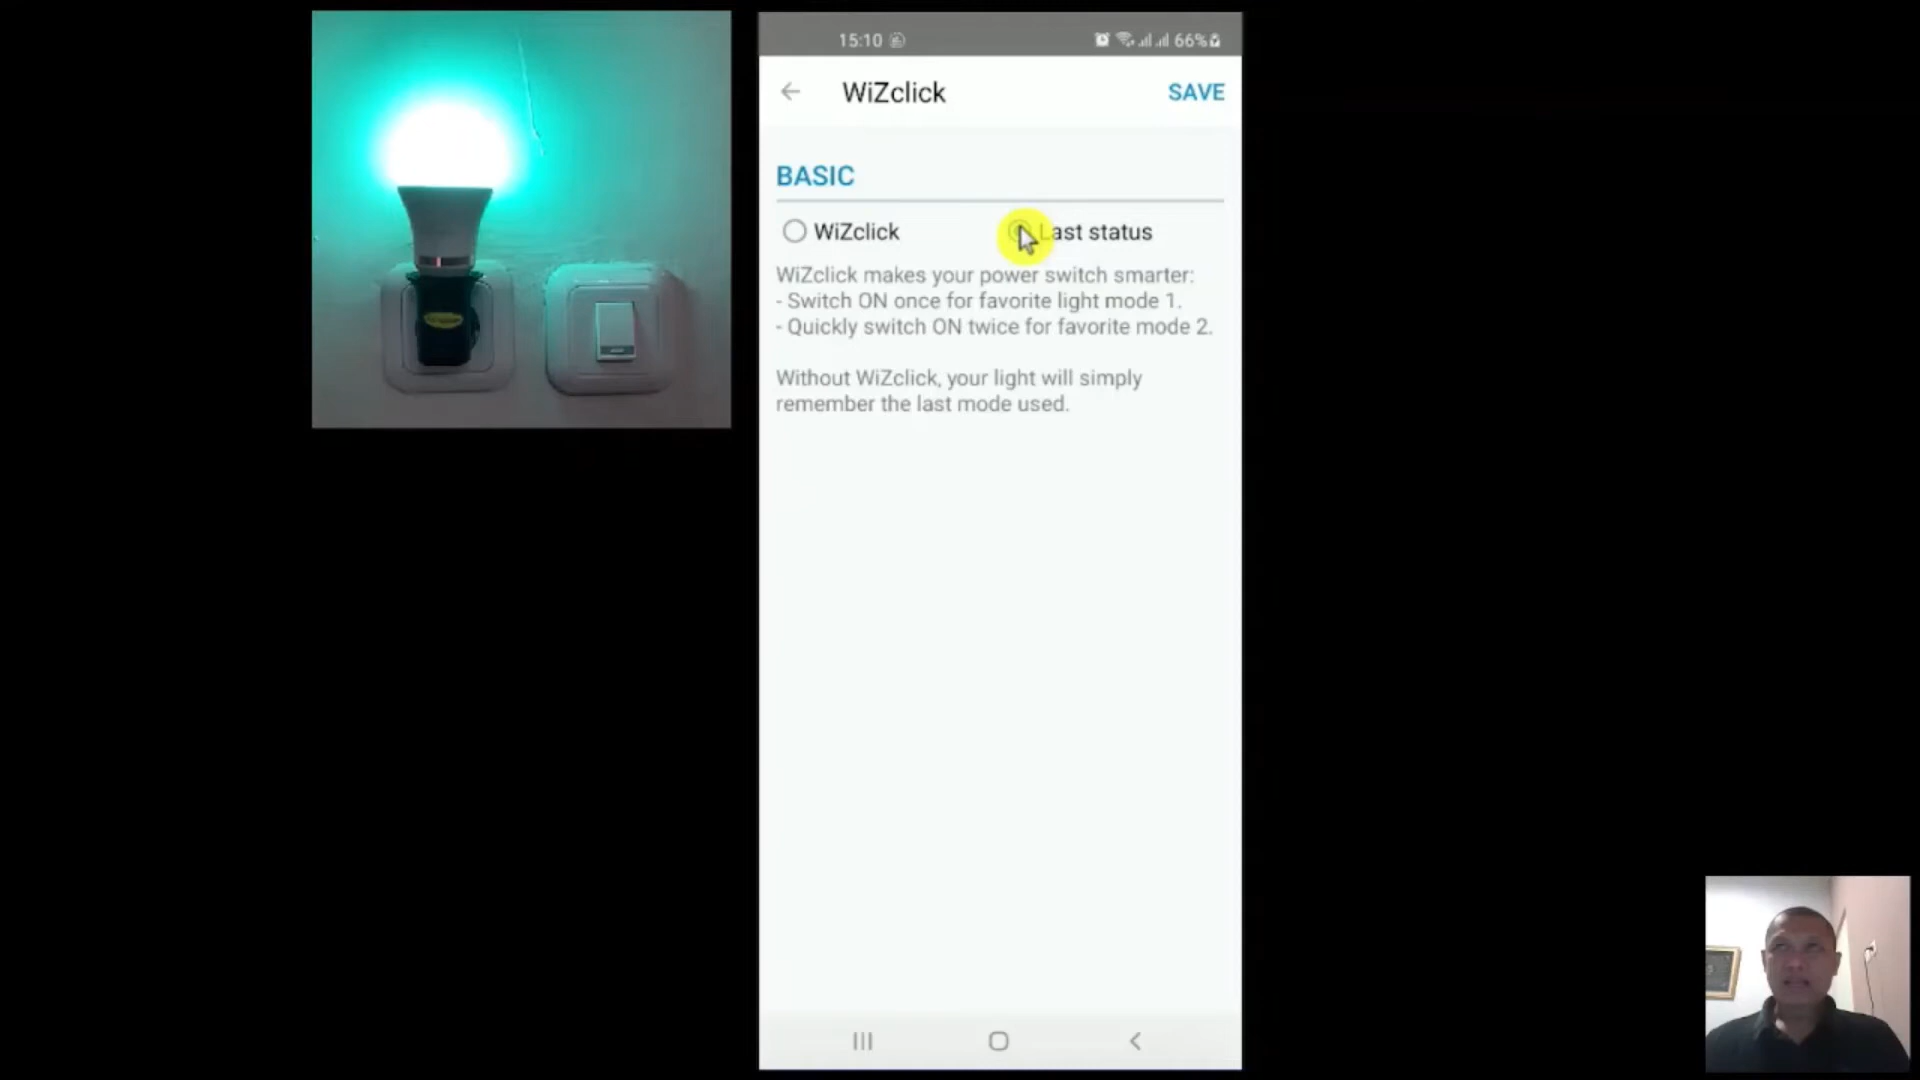 15:10
66%
WiZclick
SAVE
BASIC
WiZclick
Last status
WiZclick makes your power switch smarter:
- Switch ON once for favorite light mode 1.
- Quickly switch ON twice for favorite mode 2.
Without WiZclick, your light will simply
remember the last mode used.